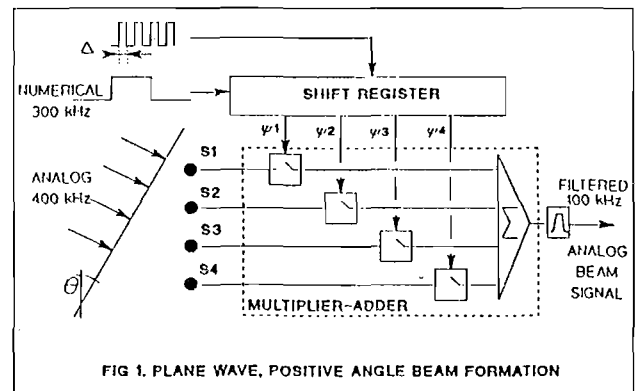 Δ
NUMERICAL
300 kHz
SHIFT REGISTER
ψ1
ψ2
ψ3
ψ4
ANALOG
400 kHz
θ
S1
S2
S3
S4
Σ
FILTERED
100 kHz
ANALOG
BEAM
SIGNAL
MULTIPLIER-ADDER
FIG 1. PLANE WAVE, POSITIVE ANGLE BEAM FORMATION